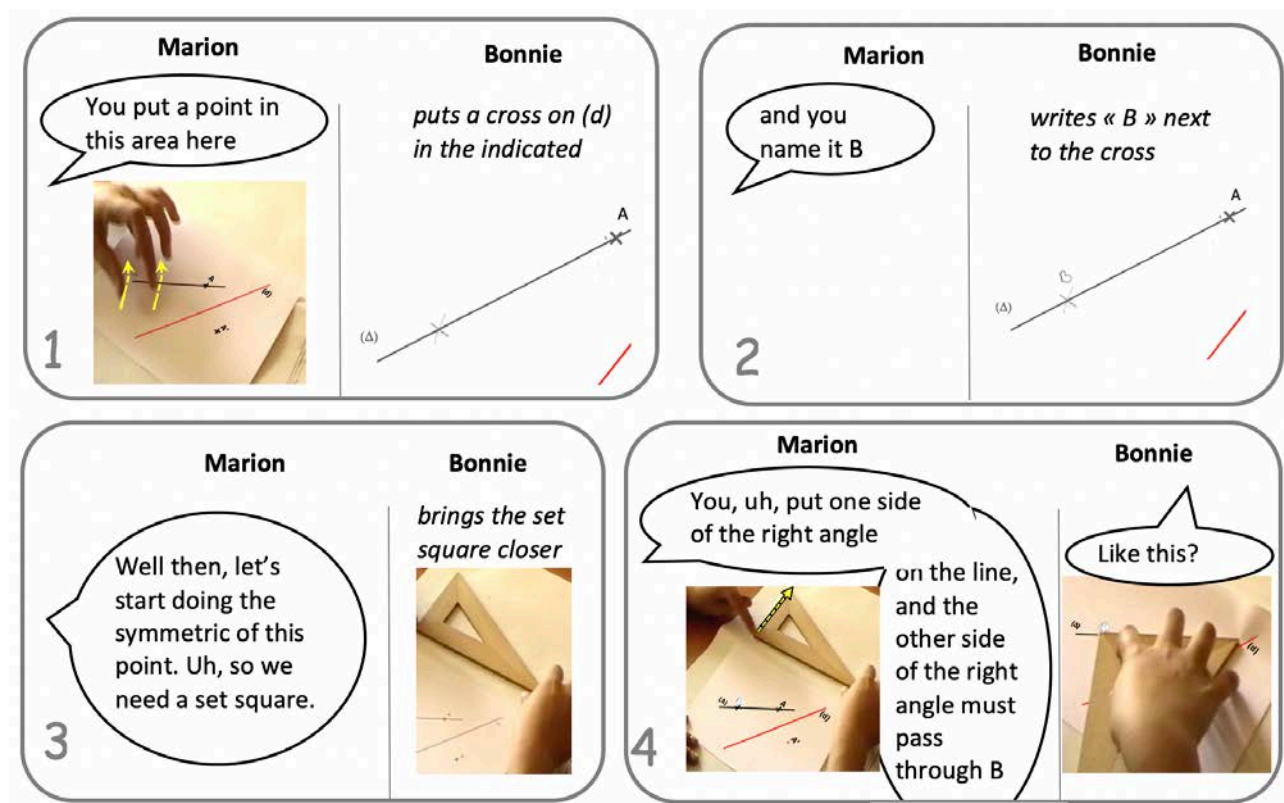 Marion
Bonnie
You put a point in
this area here
puts a cross on (d)
in the indicated
A
(d)
A
(Δ)
1
Marion
Bonnie
and you
name it B
writes « B » next
to the cross
A
B
(Δ)
2
Marion
Bonnie
Well then, let's
start doing the
symmetric of this
point. Uh, so we
need a set square.
brings the set
square closer
3
Marion
Bonnie
You, uh, put one side
of the right angle
on the line,
and the
other side
of the right
angle must
pass
through B
Like this?
(Δ)
A
(d)
(d)
4